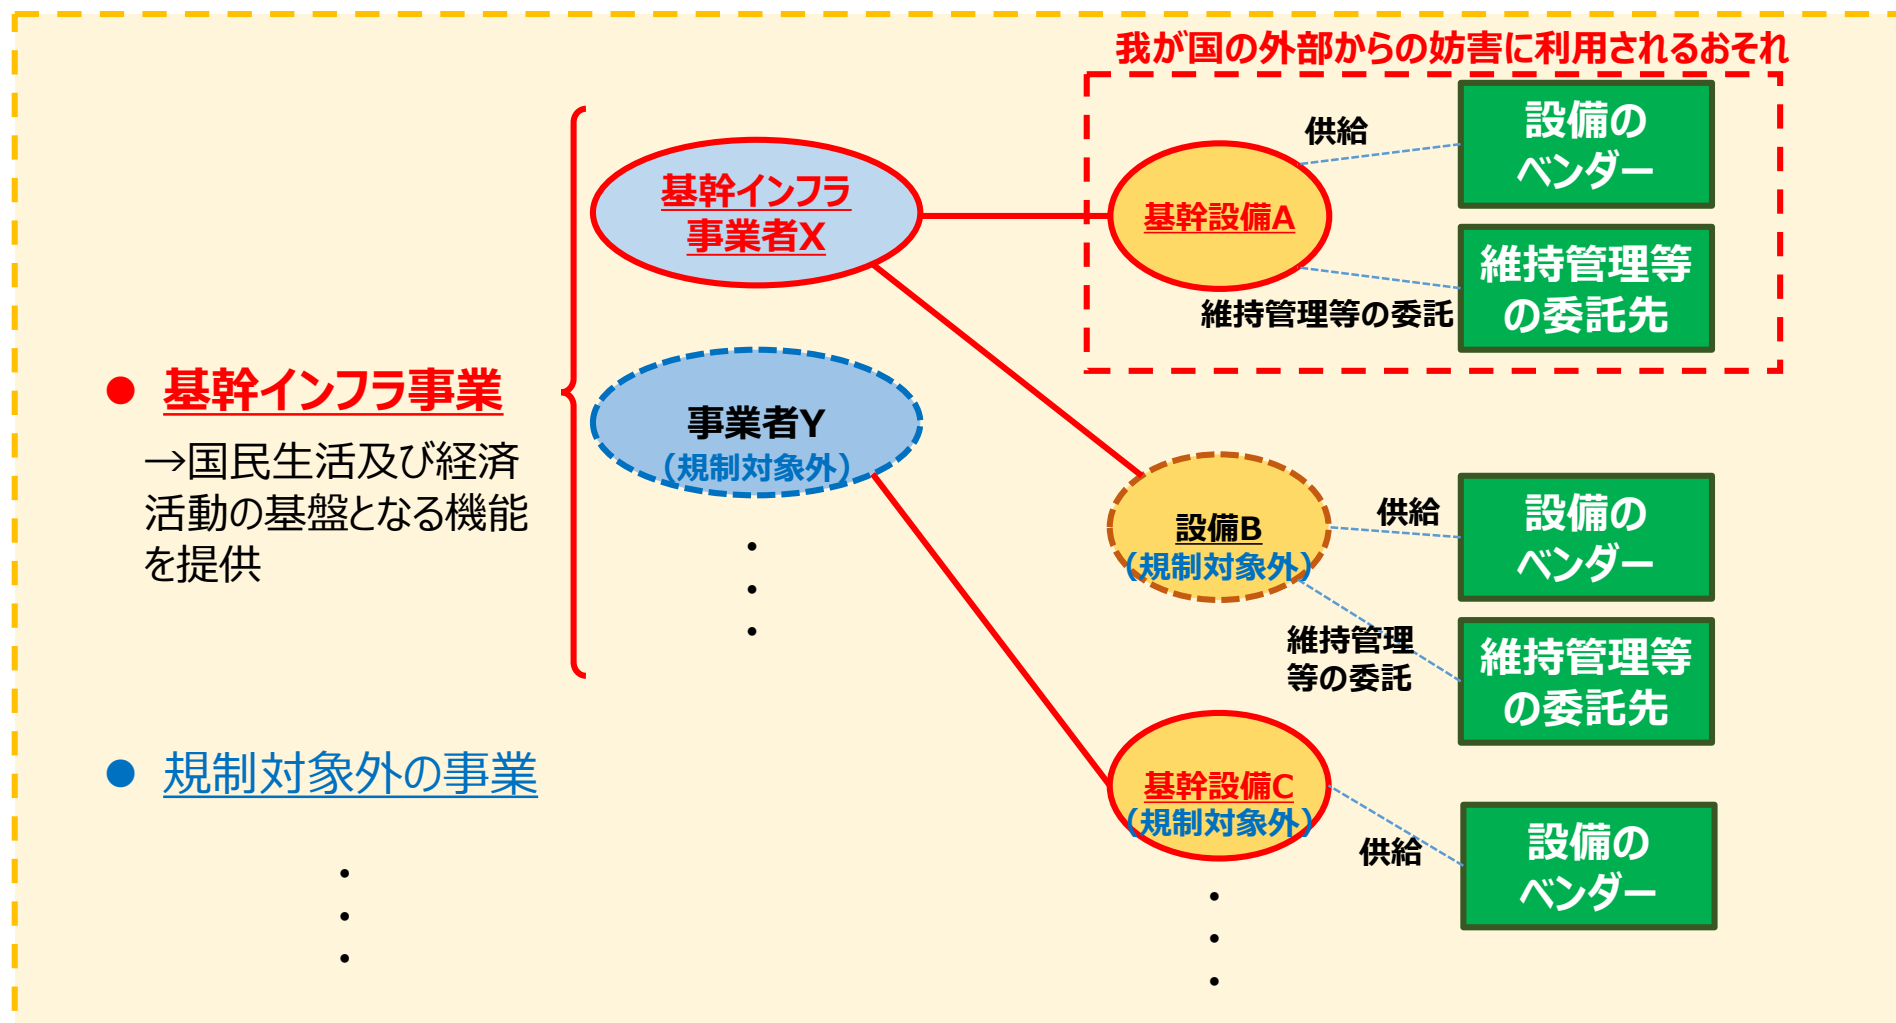 我が国の外部からの妨害に利用されるおそれ
● 基幹インフラ事業
→国民生活及び経済
活動の基盤となる機能
を提供
● 規制対象外の事業
・
・
・
基幹インフラ
事業者X
事業者Y
（規制対象外）
・
・
・
基幹設備A
供給
設備の
ベンダー
維持管理等の委託
維持管理等
の委託先
設備B
（規制対象外）
供給
設備の
ベンダー
維持管理
等の委託
維持管理等
の委託先
基幹設備C
（規制対象外）
供給
設備の
ベンダー
・
・
・